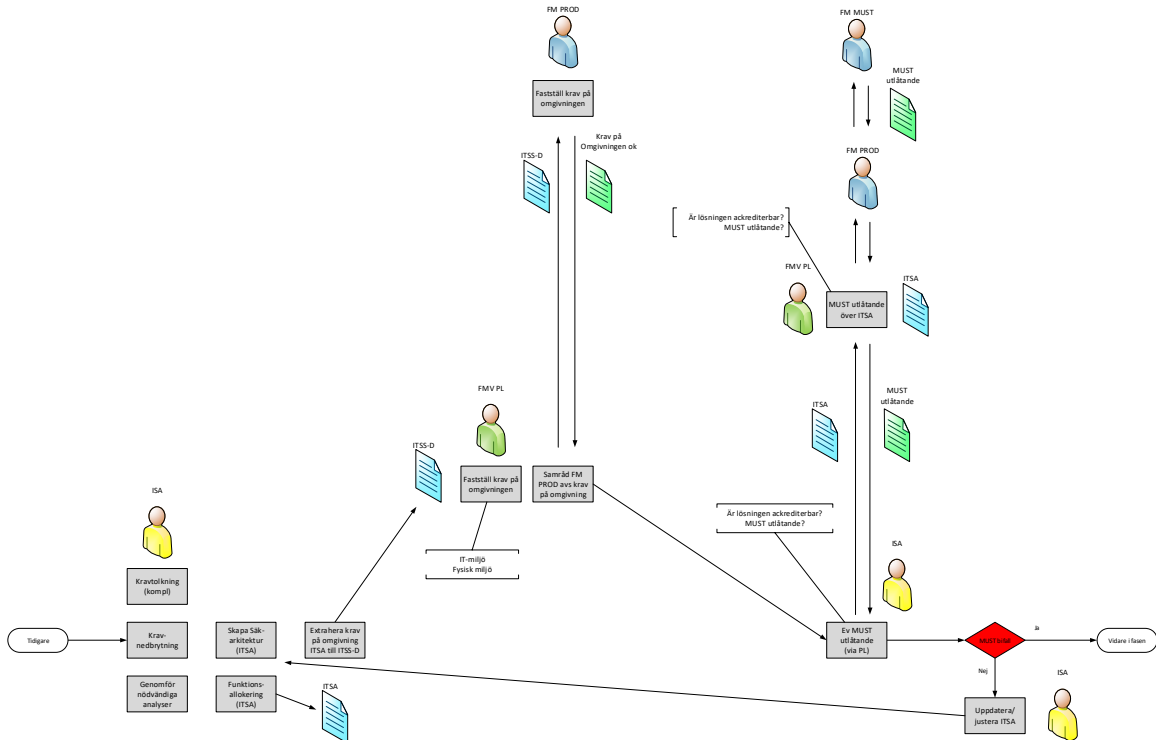 FM PROD
Fastställ krav på
omgivningen
ITSS-D
Krav på
Omgivningen ok
FM MUST
MUST
utlåtande
FM PROD
Är lösningen ackrediterbar?
MUST utlåtande?
FMV PL
MUST utlåtande
över ITSA
ITSA
ITSA
MUST
utlåtande
FMV PL
ITSS-D
Fastställ krav på
omgivningen
Samråd FM
PROD avs krav
på omgivning
IT-miljö
Fysisk miljö
Är lösningen ackrediterbar?
MUST utlåtande?
ISA
Kravtolkning
(kompl)
Tidigare
Krav-
nedbrytning
Skapa Säk-
arkitektur
(ITSA)
Extrahera krav
på omgivning
ITSA till ITSS-D
Genomför
nödvändiga
analyser
Funktions-
allokering
(ITSA)
ITSA
ISA
Ev MUST
utlåtande
(via PL)
Ja
Vidare i fasen
Nej
Uppdatera/
justera ITSA
ISA